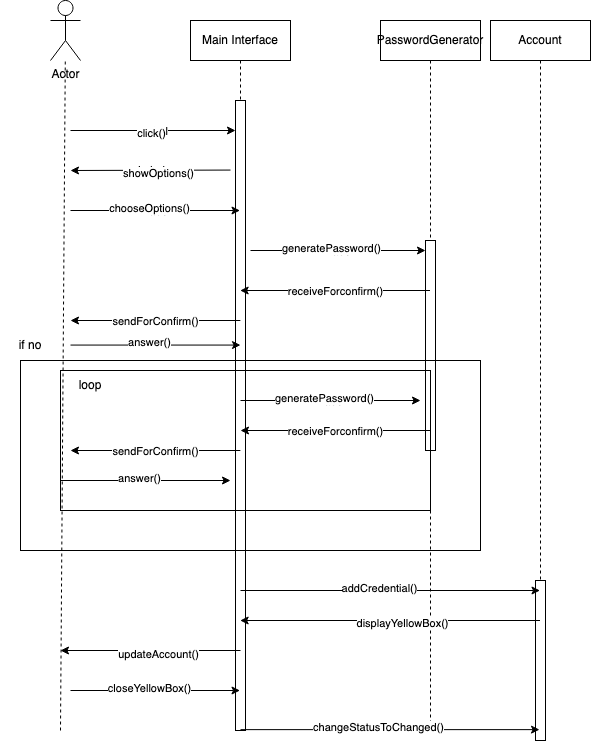 Main Interface
PasswordGenerator
Account
Actor
click()
showOptions()
chooseOptions()
generatePassword()
receiveForconfirm()
sendForConfirm()
answer()
if no
loop
generatePassword()
receiveForconfirm()
sendForConfirm()
answer()
addCredential()
displayYellowBox()
updateAccount()
closeYellowBox()
changeStatusToChanged()